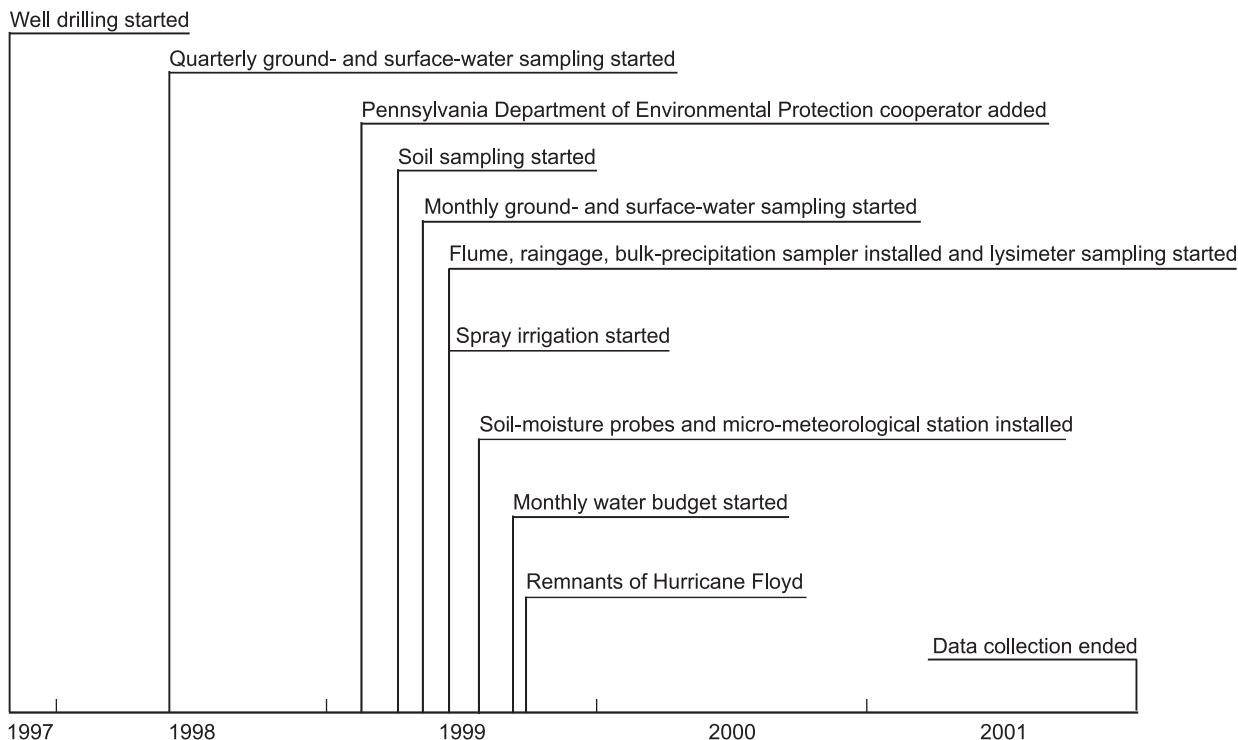 Well drilling started
Quarterly ground- and surface-water sampling started
Pennsylvania Department of Environmental Protection cooperator added
Soil sampling started
Monthly ground- and surface-water sampling started
Flume, raingage, bulk-precipitation sampler installed and lysimeter sampling started
Spray irrigation started
Soil-moisture probes and micro-meteorological station installed
Monthly water budget started
Remnants of Hurricane Floyd
Data collection ended
1997 1998 1999 2000 2001